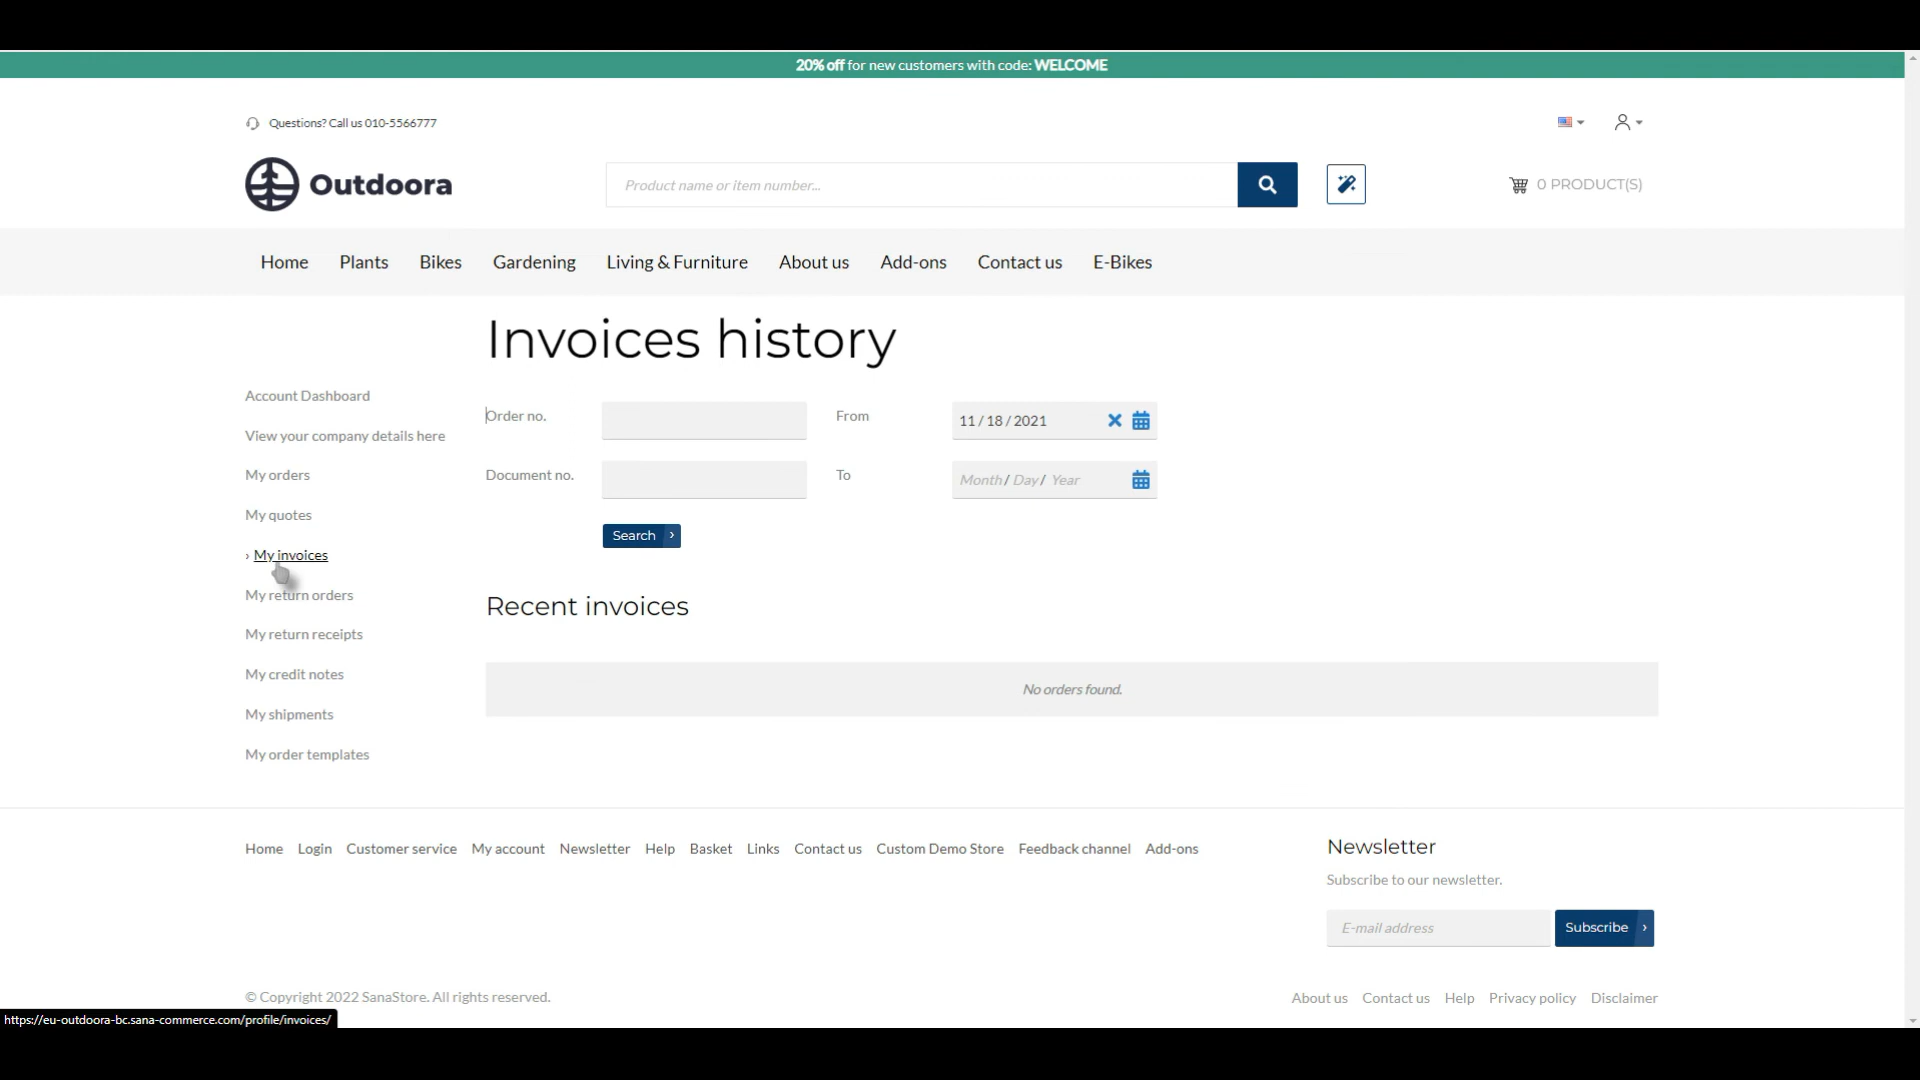 20% off for new customers with code: WELCOME
Questions? Call us 010-5566777
Outdoora
Product name or item number...
0 PRODUCT(S)
Home Plants Bikes Gardening Living & Furniture About us Add-ons Contact us E-Bikes
Invoices history
Account Dashboard
View your company details here
My orders
My quotes
› My invoices
My return orders
My return receipts
My credit notes
My shipments
My order templates
Order no.
From
11 / 18 / 2021
Document no.
To
Month / Day / Year
Search ›
Recent invoices
No orders found.
Home Login Customer service My account Newsletter Help Basket Links Contact us Custom Demo Store Feedback channel Add-ons
Newsletter
Subscribe to our newsletter.
E-mail address
Subscribe ›
© Copyright 2022 SanaStore. All rights reserved.
About us Contact us Help Privacy policy Disclaimer
https://eu-outdoora-bc.sana-commerce.com/profile/invoices/